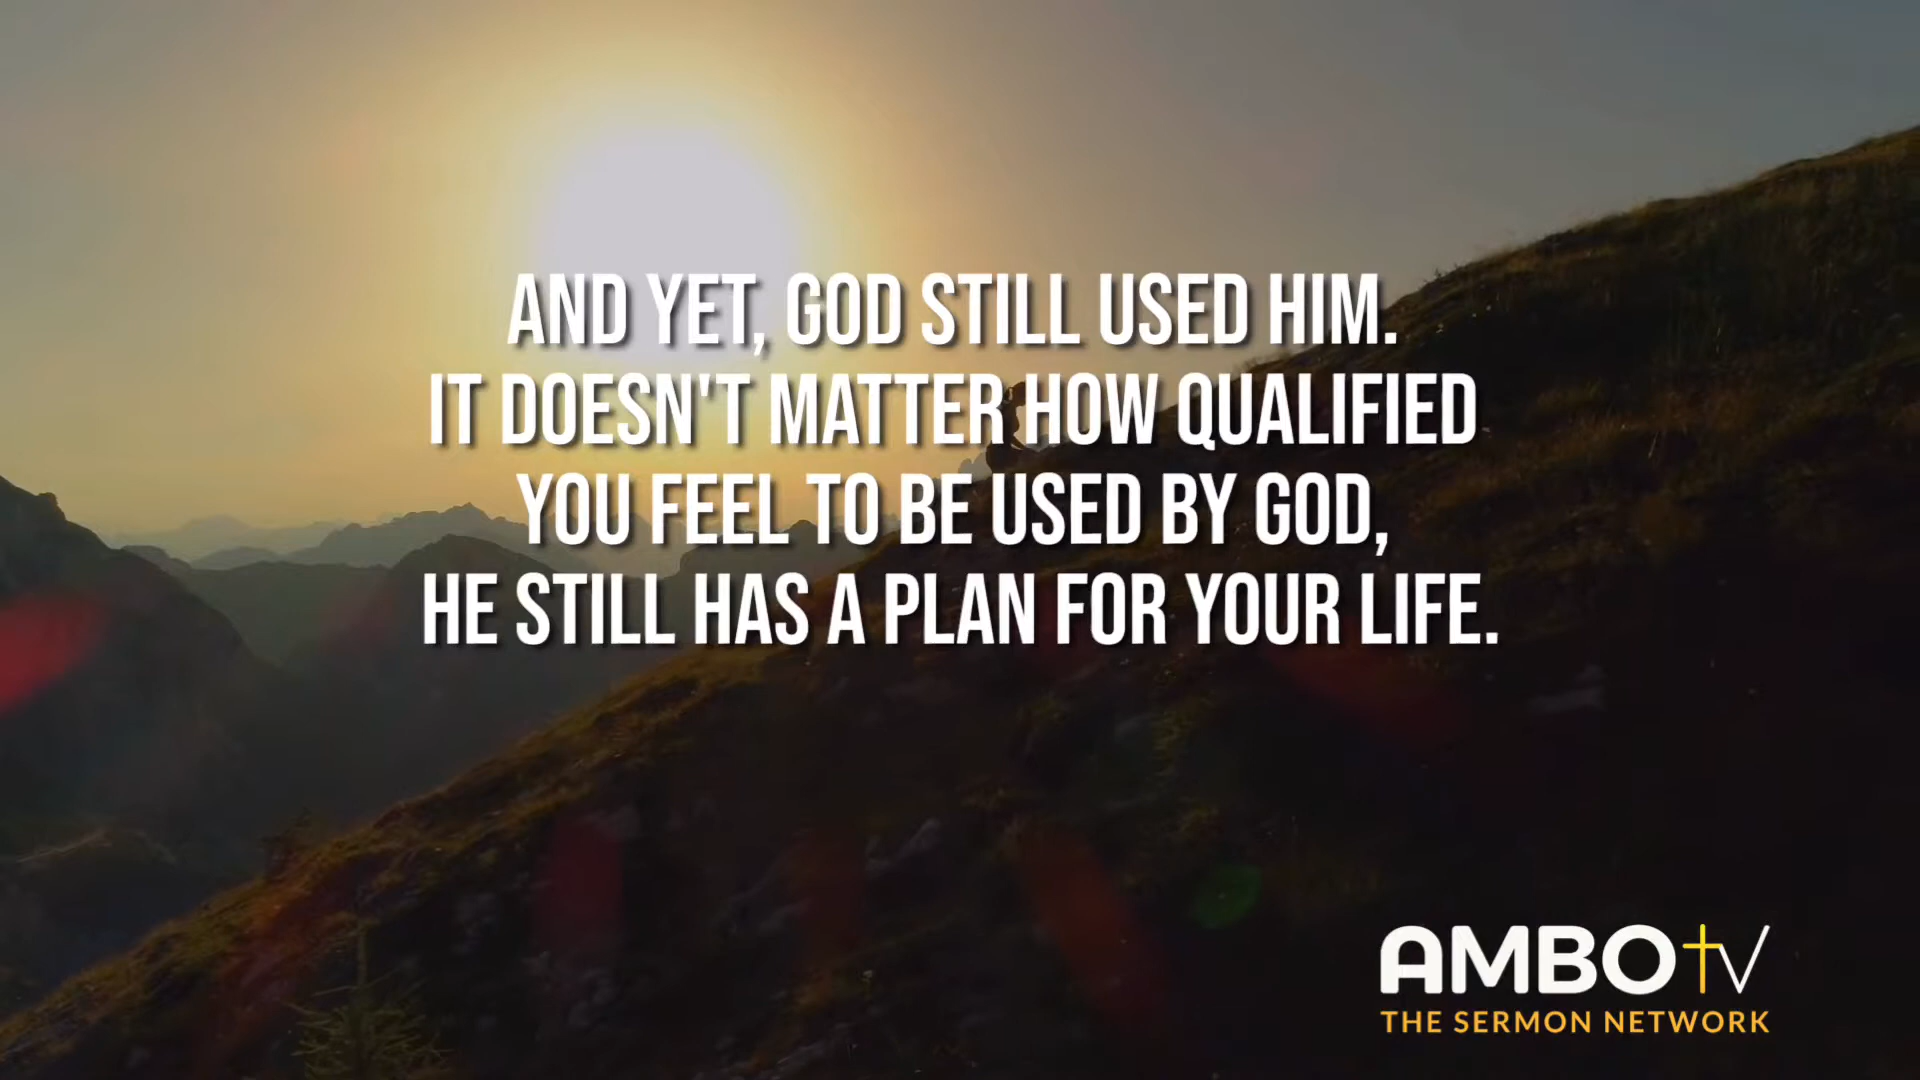 AND YET, GOD STILL USED HIM.
IT DOESN'T MATTER HOW QUALIFIED
YOU FEEL TO BE USED BY GOD,
HE STILL HAS A PLAN FOR YOUR LIFE.
AMBOtv
THE SERMON NETWORK